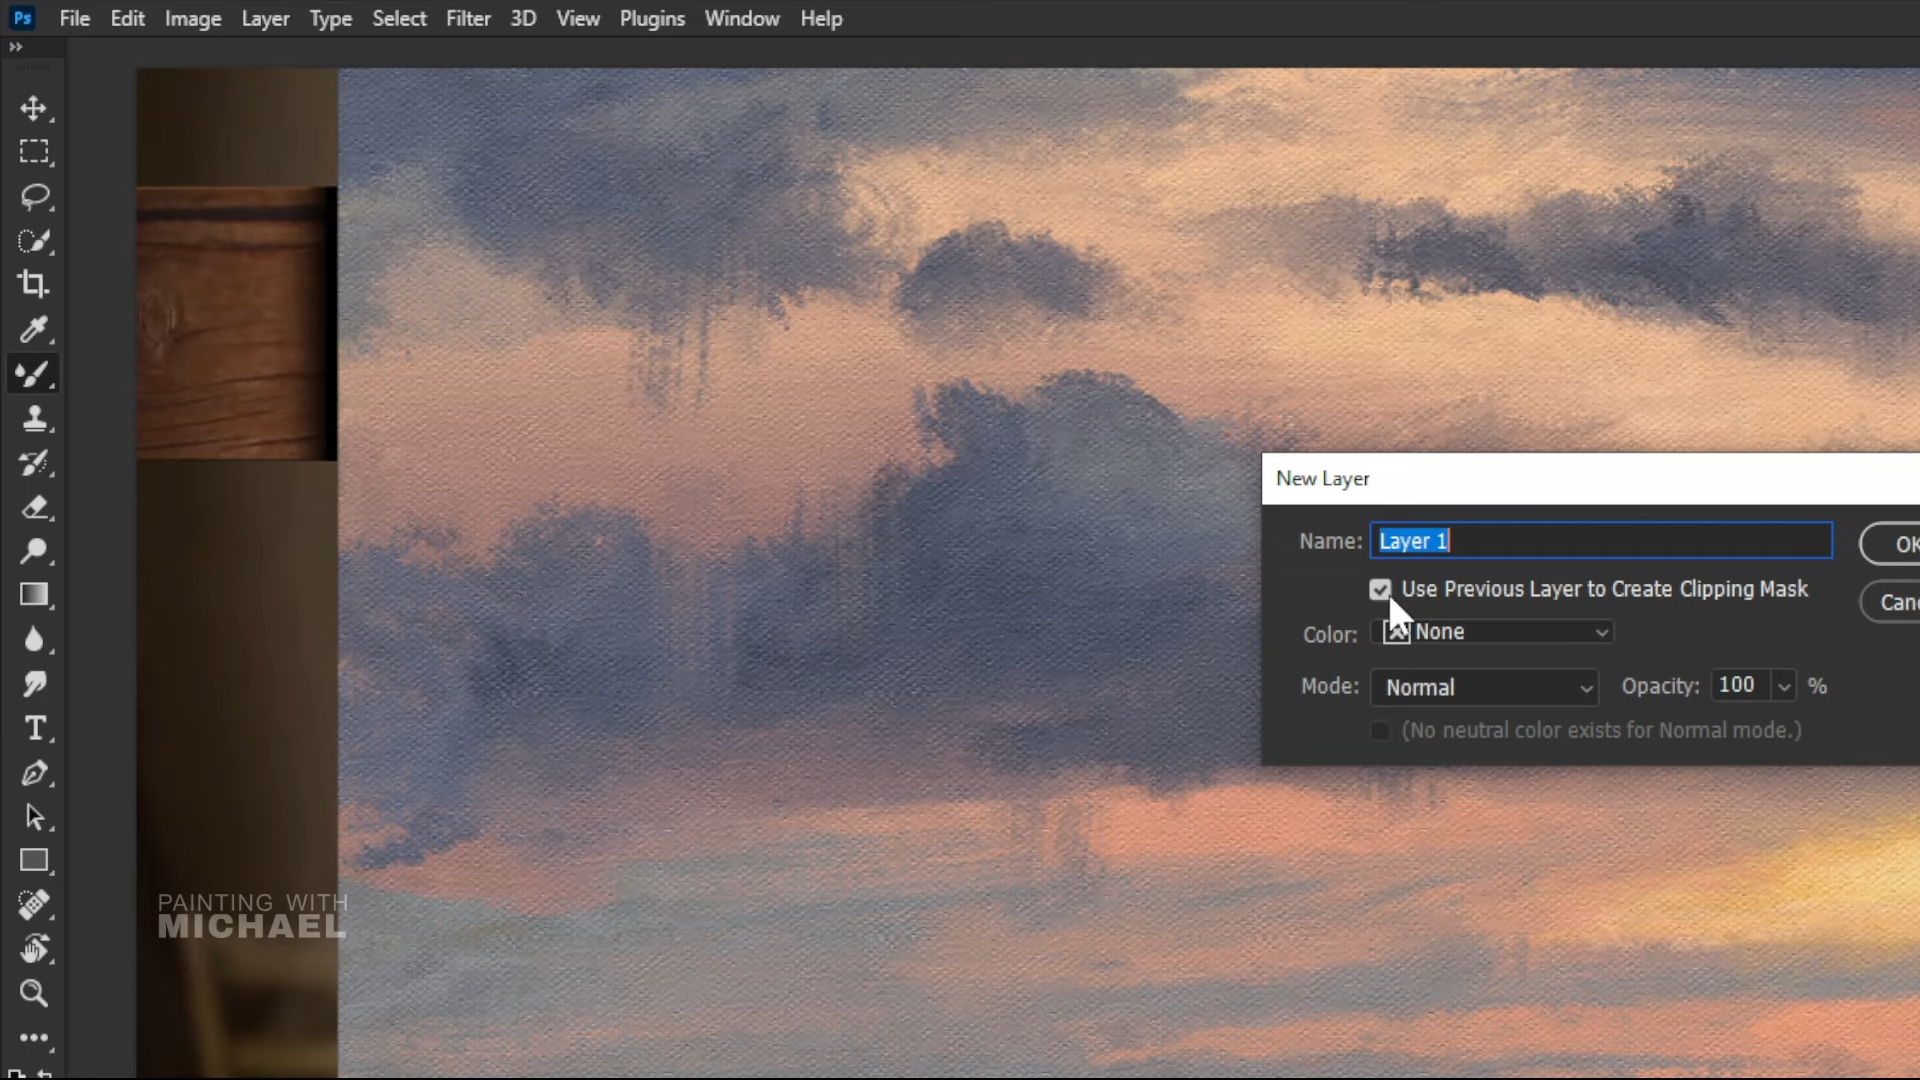 Ps File Edit Image Layer Type Select Filter 3D View Plugins Window Help
New Layer
Name: Layer 1 OK
Use Previous Layer to Create Clipping Mask
Color: None
Mode: Normal Opacity: 100 %
(No neutral color exists for Normal mode.)
PAINTING WITH
MICHAEL